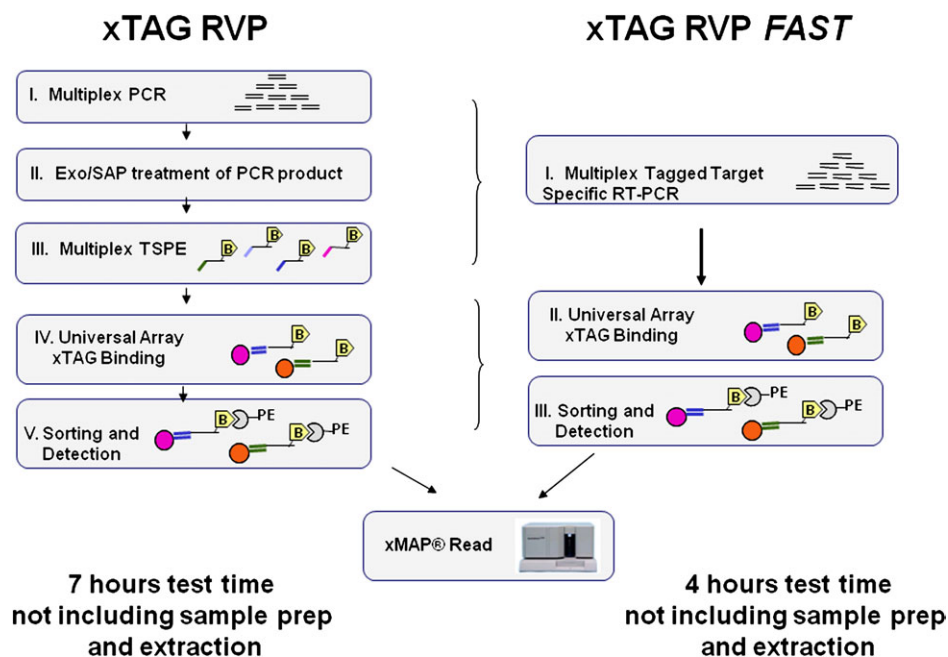 xTAG RVP
I. Multiplex PCR
II. Exo/SAP treatment of PCR product
III. Multiplex TSPE
B
B
B
B
IV. Universal Array
xTAG Binding
B
B
V. Sorting and
Detection
B
PE
B
PE
xTAG RVP FAST
I. Multiplex Tagged Target
Specific RT-PCR
II. Universal Array
xTAG Binding
B
B
III. Sorting and
Detection
B
PE
B
PE
xMAP® Read
7 hours test time
not including sample prep
and extraction
4 hours test time
not including sample prep
and extraction